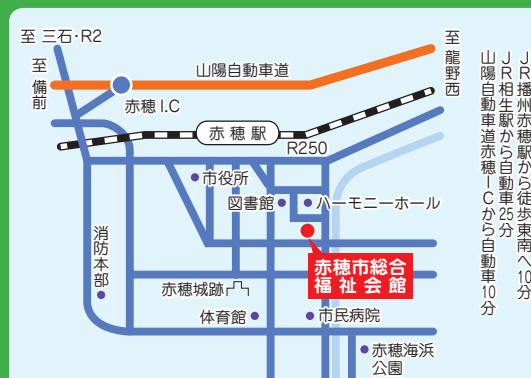 至 三石・R2
至 備前
山陽自動車道
至 龍野西
赤穂 I.C
赤穂駅
R250
市役所
図書館
ハーモニーホール
消防本部
赤穂市総合
福祉会館
赤穂城跡
体育館
市民病院
赤穂海浜
公園
JR播州赤穂駅から徒歩東南へ10分
JR相生駅から自動車25分
山陽自動車道赤穂ICから自動車10分